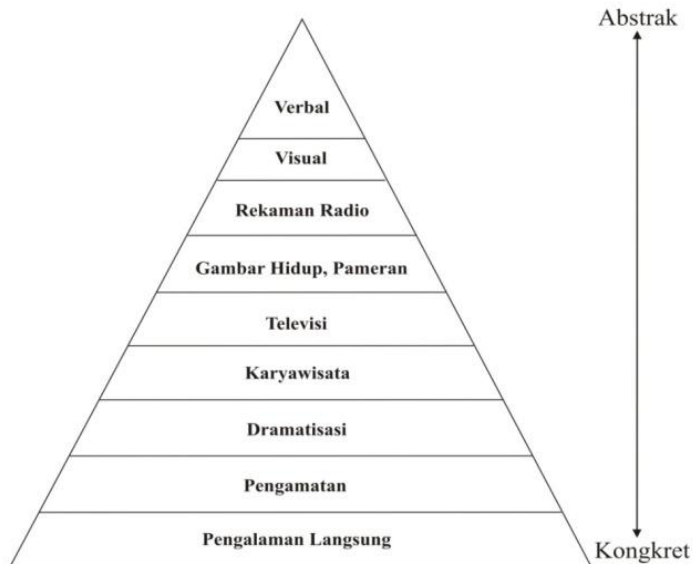 Abstrak
Verbal
Visual
Rekaman Radio
Gambar Hidup, Pameran
Televisi
Karyawisata
Dramatisasi
Pengamatan
Pengalaman Langsung
Kongkret